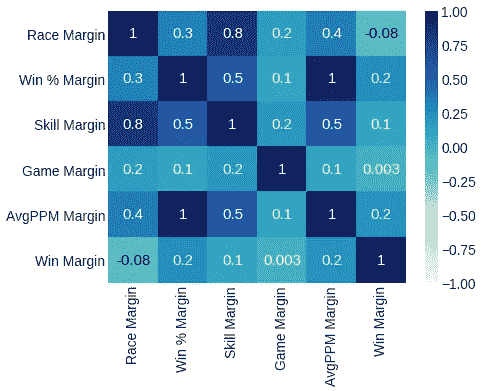 Race Margin 1 0.3 0.8 0.2 0.4 -0.08
Win % Margin 0.3 1 0.5 0.1 1 0.2
Skill Margin 0.8 0.5 1 0.2 0.5 0.1
Game Margin 0.2 0.1 0.2 1 0.1 0.003
AvgPPM Margin 0.4 1 0.5 0.1 1 0.2
Win Margin -0.08 0.2 0.1 0.003 0.2 1
Race Margin
Win % Margin
Skill Margin
Game Margin
AvgPPM Margin
Win Margin
1.00
0.75
0.50
0.25
0.00
−0.25
−0.50
−0.75
−1.00